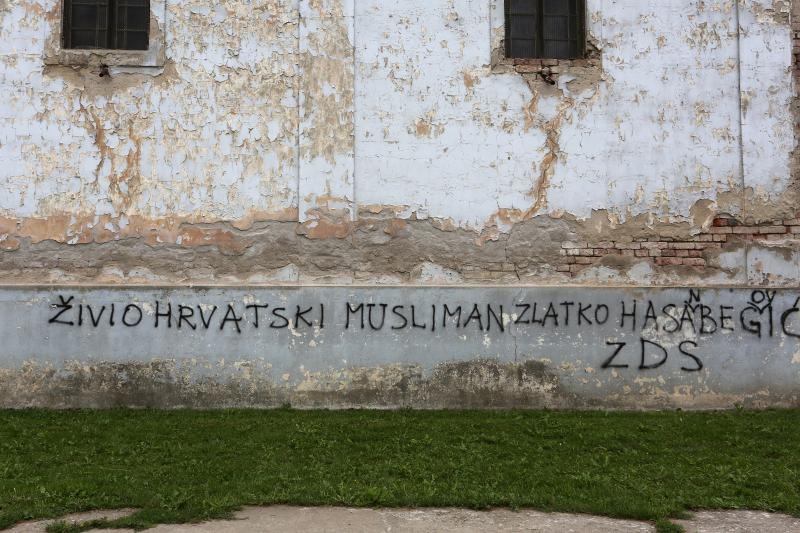 ŽIVIO HRVATSKI MUSLIMAN ZLATKO HASANBEGOVIĆ
ZDS